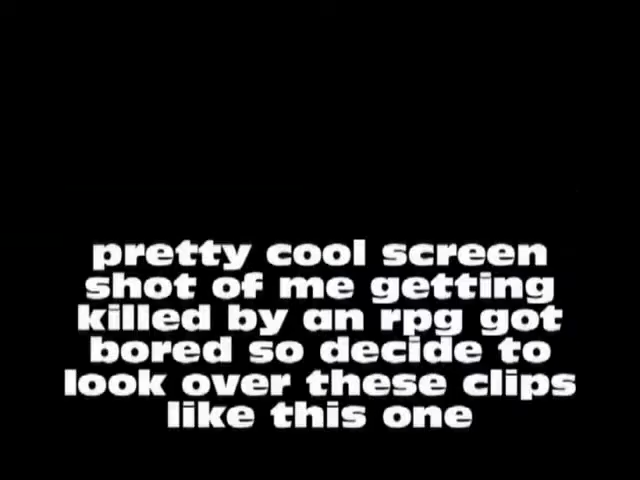 pretty cool screen
shot of me getting
killed by an rpg got
bored so decide to
look over these clips
like this one